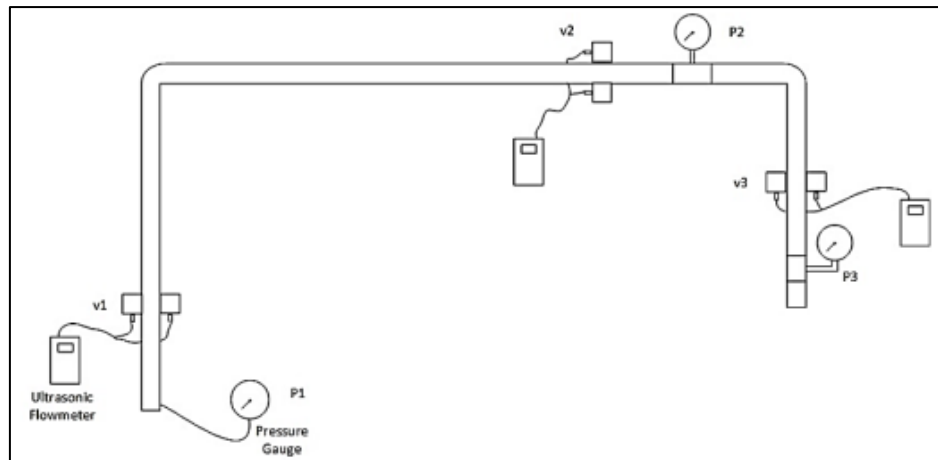 v2
P2
v3
P3
v1
P1
Ultrasonic
Flowmeter
Pressure
Gauge